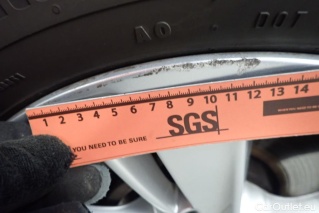 AO DOT
1 2 3 4 5 6 7 8 9 10 11 12 13 14
YOU NEED TO BE SURE SGS